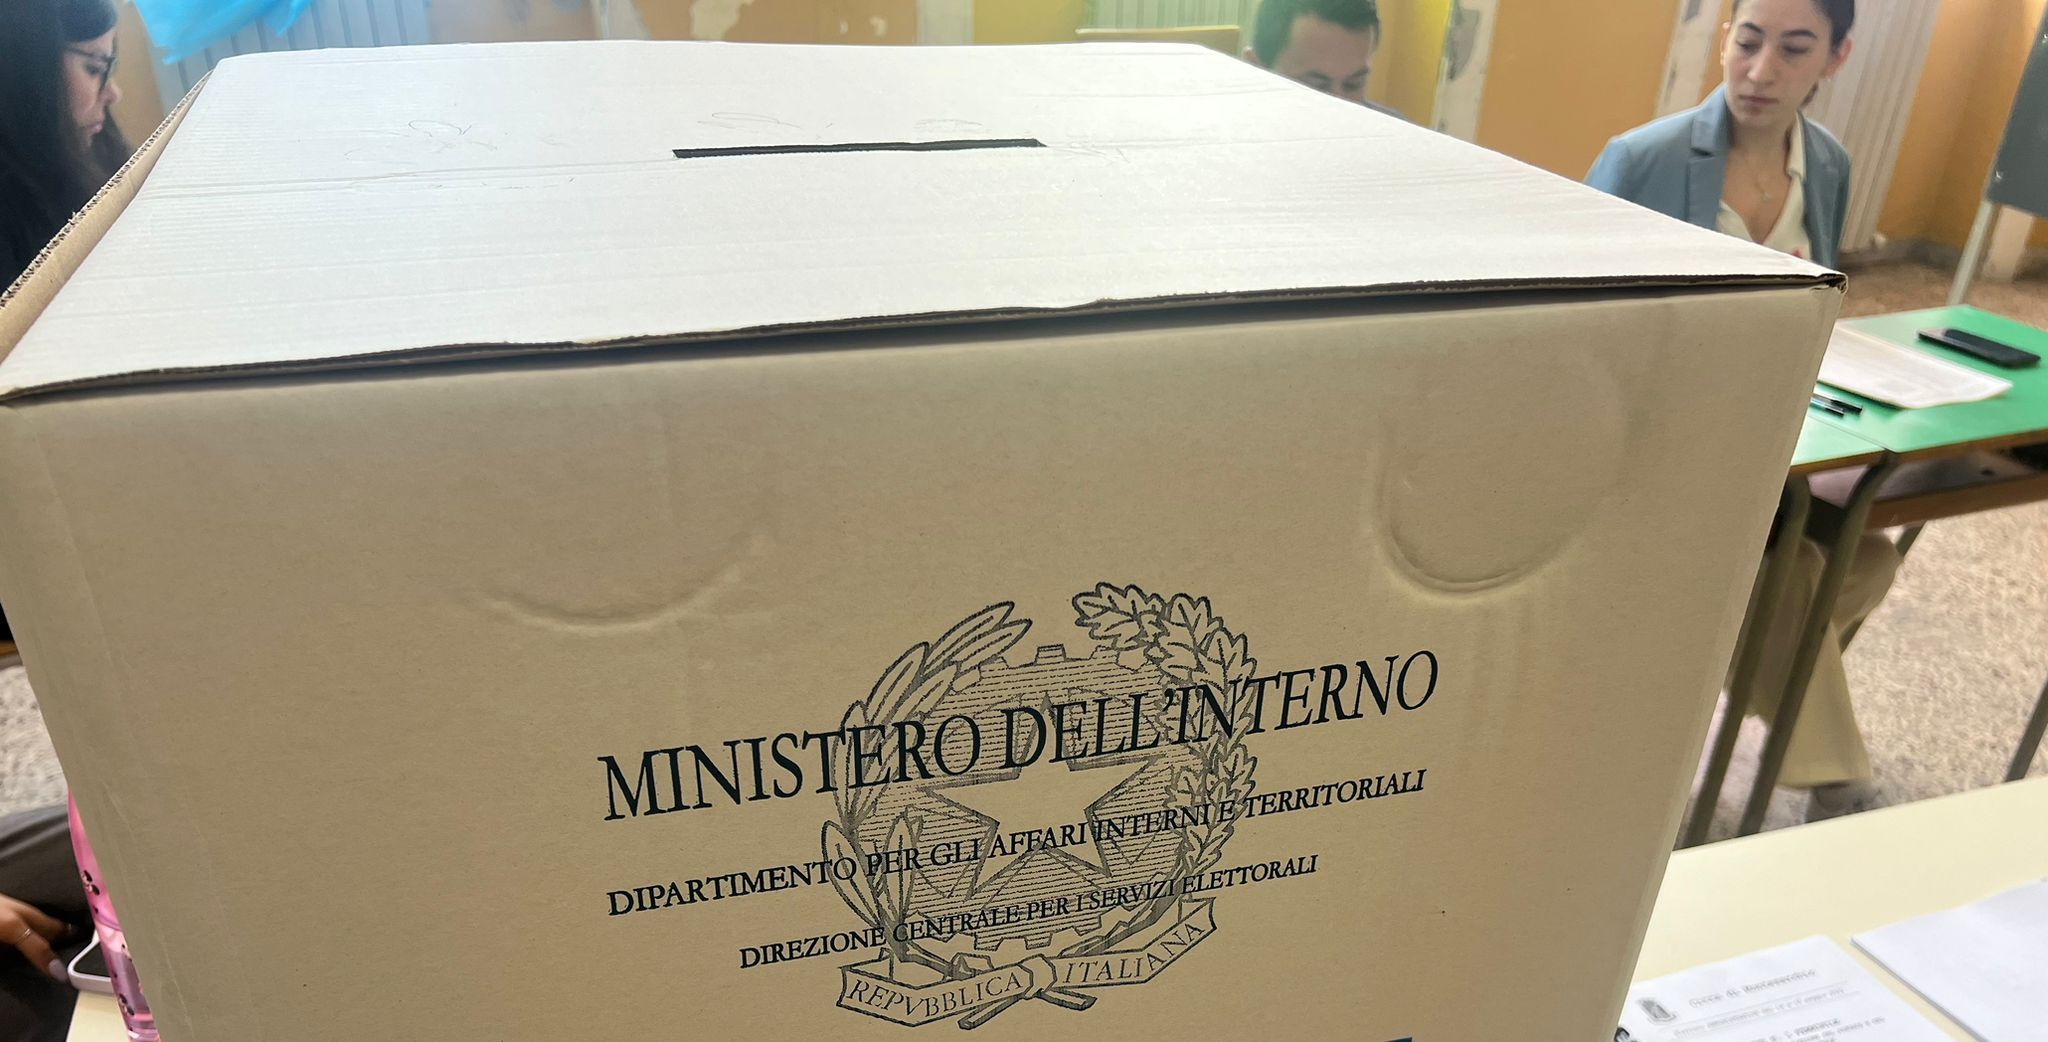 MINISTERO DELL'INTERNO
DIPARTIMENTO PER GLI AFFARI INTERNI E TERRITORIALI
DIREZIONE CENTRALE PER I SERVIZI ELETTORALI
REPVBBLICA ITALIANA